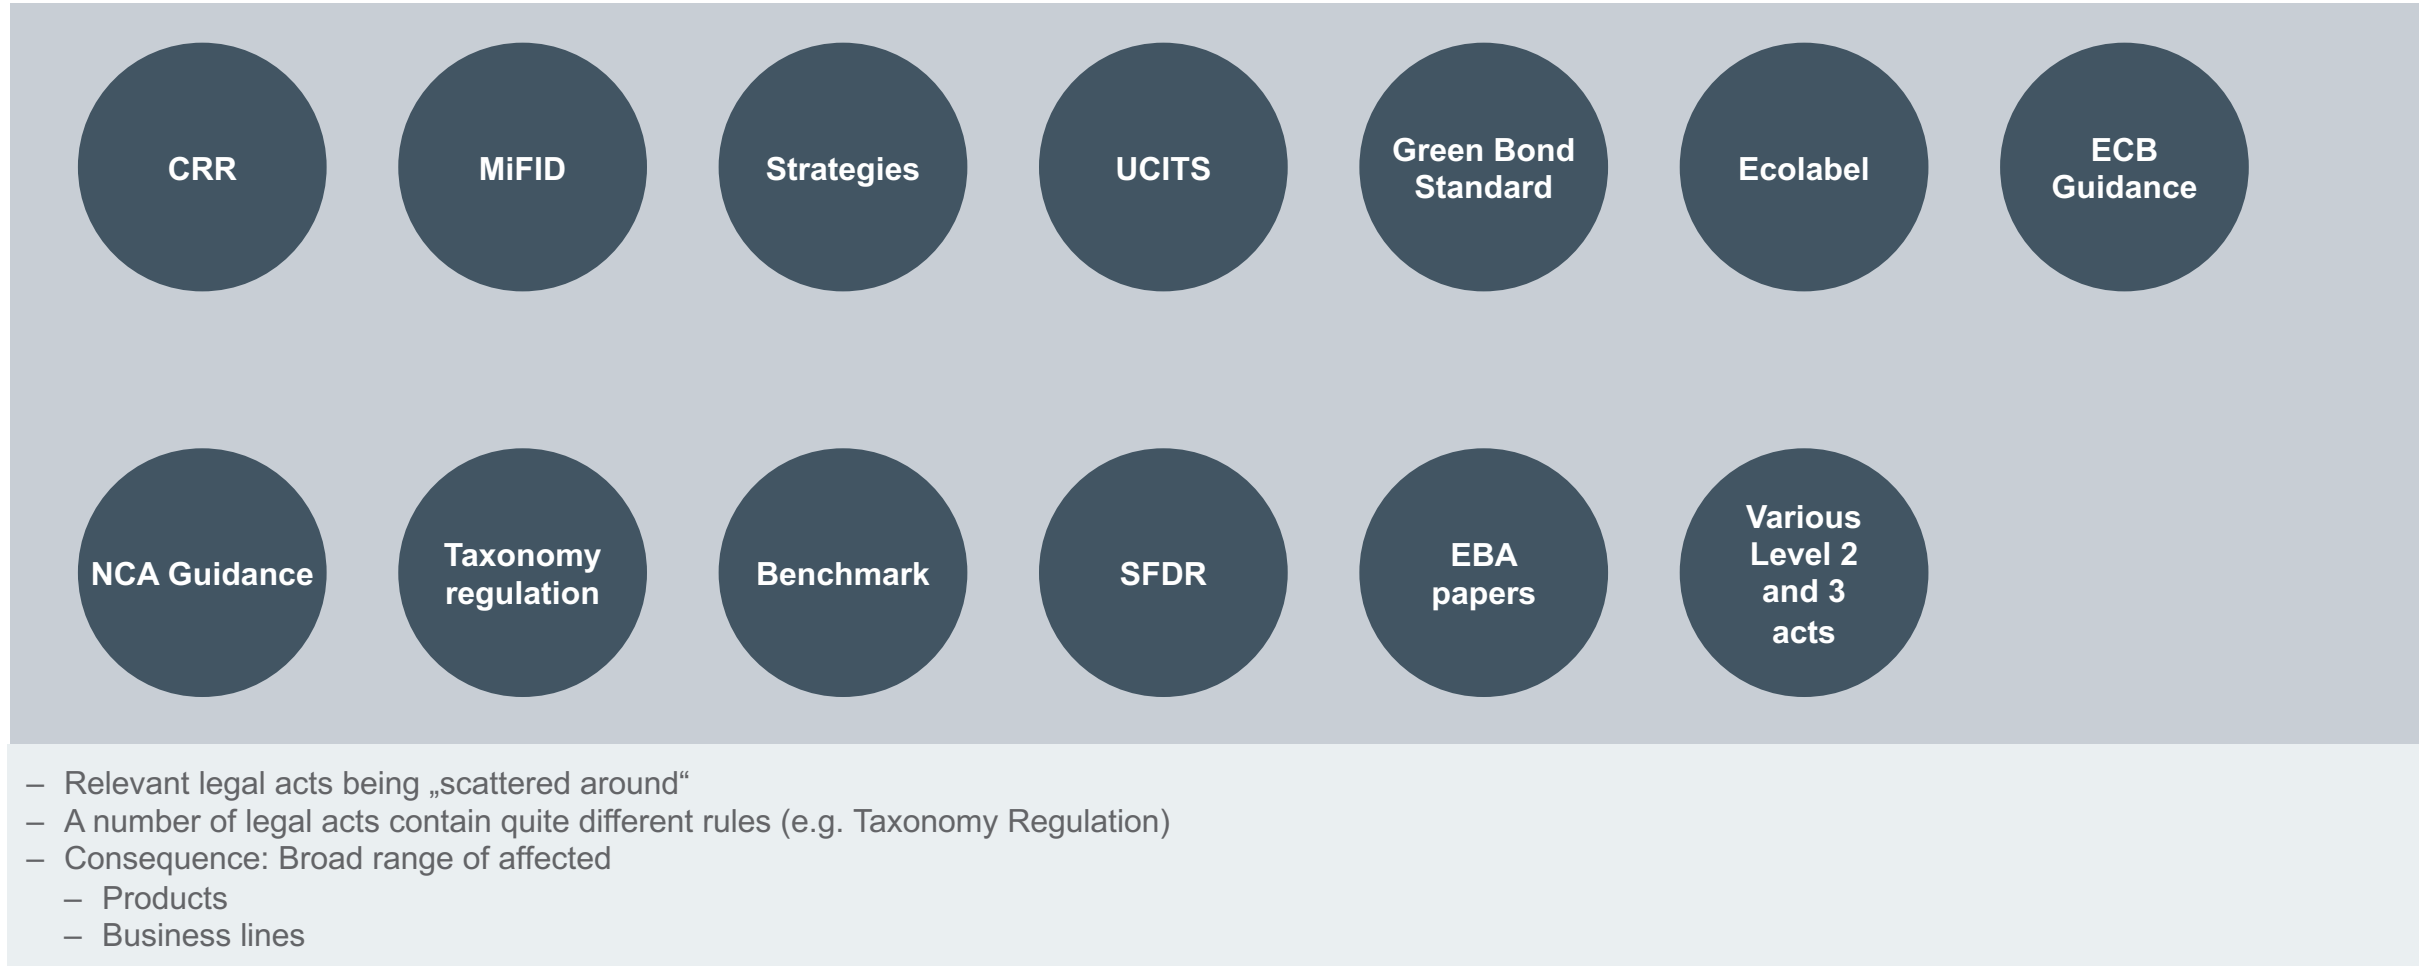 CRR
MiFID
Strategies
UCITS
Green Bond
Standard
Ecolabel
ECB
Guidance
NCA Guidance
Taxonomy
regulation
Benchmark
SFDR
EBA
papers
Various
Level 2
and 3
acts
– Relevant legal acts being „scattered around“
– A number of legal acts contain quite different rules (e.g. Taxonomy Regulation)
– Consequence: Broad range of affected
– Products
– Business lines